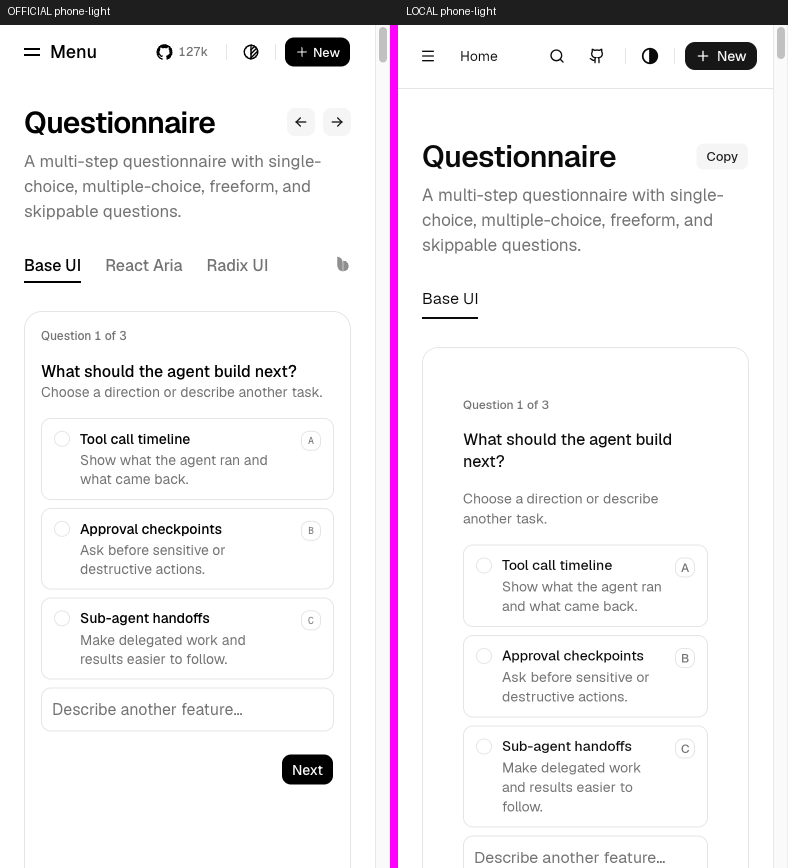 OFFICIAL phone-light
Menu
127k
New
Questionnaire
A multi-step questionnaire with single-
choice, multiple-choice, freeform, and
skippable questions.
Base UI
React Aria
Radix UI
Question 1 of 3
What should the agent build next?
Choose a direction or describe another task.
Tool call timeline
A
Show what the agent ran and
what came back.
Approval checkpoints
B
Ask before sensitive or
destructive actions.
Sub-agent handoffs
C
Make delegated work and
results easier to follow.
Describe another feature...
Next
LOCAL phone-light
Home
New
Questionnaire
Copy
A multi-step questionnaire with single-
choice, multiple-choice, freeform, and
skippable questions.
Base UI
Question 1 of 3
What should the agent build
next?
Choose a direction or describe
another task.
Tool call timeline
A
Show what the agent ran
and what came back.
Approval checkpoints
B
Ask before sensitive or
destructive actions.
Sub-agent handoffs
C
Make delegated work
and results easier to
follow.
Describe another feature...